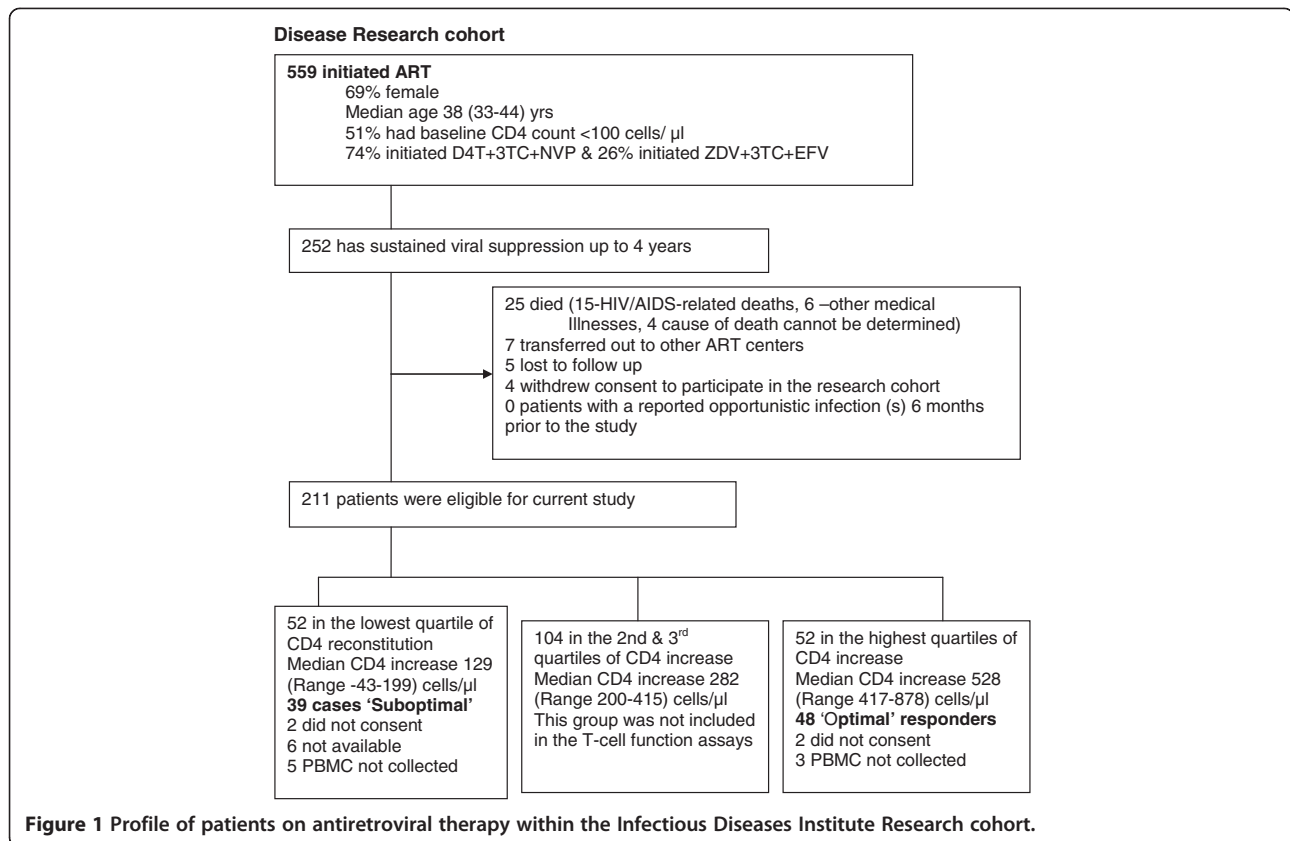 Disease Research cohort
559 initiated ART
69% female
Median age 38 (33-44) yrs
51% had baseline CD4 count <100 cells/ µl
74% initiated D4T+3TC+NVP & 26% initiated ZDV+3TC+EFV
252 has sustained viral suppression up to 4 years
25 died (15-HIV/AIDS-related deaths, 6 –other medical
Illnesses, 4 cause of death cannot be determined)
7 transferred out to other ART centers
5 lost to follow up
4 withdrew consent to participate in the research cohort
0 patients with a reported opportunistic infection (s) 6 months
prior to the study
211 patients were eligible for current study
52 in the lowest quartile of
CD4 reconstitution
Median CD4 increase 129
(Range -43-199) cells/µl
39 cases ‘Suboptimal’
2 did not consent
6 not available
5 PBMC not collected
104 in the 2nd & 3rd
quartiles of CD4 increase
Median CD4 increase 282
(Range 200-415) cells/µl
This group was not included
in the T-cell function assays
52 in the highest quartiles of
CD4 increase
Median CD4 increase 528
(Range 417-878) cells/µl
48 ‘Optimal’ responders
2 did not consent
3 PBMC not collected
Figure 1 Profile of patients on antiretroviral therapy within the Infectious Diseases Institute Research cohort.